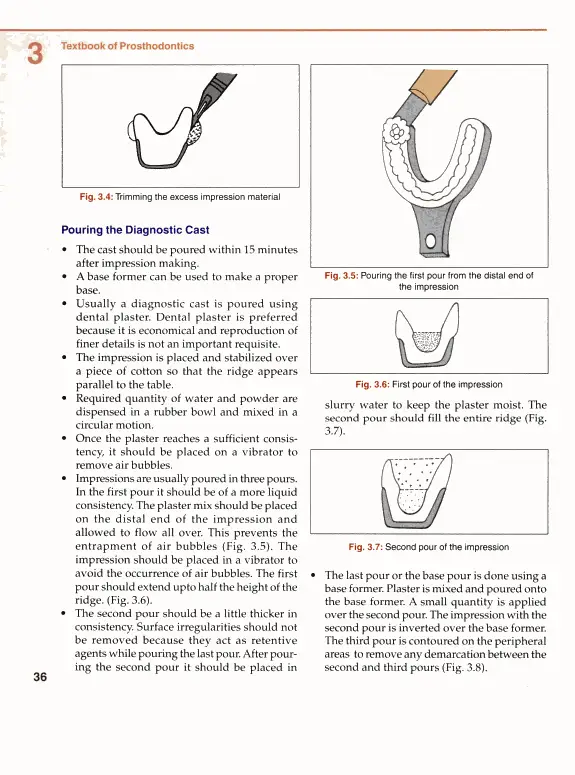 3
Textbook of Prosthodontics
Fig. 3.4: Trimming the excess impression material
Pouring the Diagnostic Cast
• The cast should be poured within 15 minutes
after impression making.
• A base former can be used to make a proper
base.
• Usually a diagnostic cast is poured using
dental plaster. Dental plaster is preferred
because it is economical and reproduction of
finer details is not an important requisite.
• The impression is placed and stabilized over
a piece of cotton so that the ridge appears
parallel to the table.
• Required quantity of water and powder are
dispensed in a rubber bowl and mixed in a
circular motion.
• Once the plaster reaches a sufficient consis-
tency, it should be placed on a vibrator to
remove air bubbles.
• Impressions are usually poured in three pours.
In the first pour it should be of a more liquid
consistency. The plaster mix should be placed
on the distal end of the impression and
allowed to flow all over. This prevents the
entrapment of air bubbles (Fig. 3.5). The
impression should be placed in a vibrator to
avoid the occurrence of air bubbles. The first
pour should extend upto half the height of the
ridge. (Fig. 3.6).
• The second pour should be a little thicker in
consistency. Surface irregularities should not
be removed because they act as retentive
agents while pouring the last pour. After pour-
ing the second pour it should be placed in
36
Fig. 3.5: Pouring the first pour from the distal end of
the impression
Fig. 3.6: First pour of the impression
slurry water to keep the plaster moist. The
second pour should fill the entire ridge (Fig.
3.7).
Fig. 3.7: Second pour of the impression
• The last pour or the base pour is done using a
base former. Plaster is mixed and poured onto
the base former. A small quantity is applied
over the second pour. The impression with the
second pour is inverted over the base former.
The third pour is contoured on the peripheral
areas to remove any demarcation between the
second and third pours (Fig. 3.8).